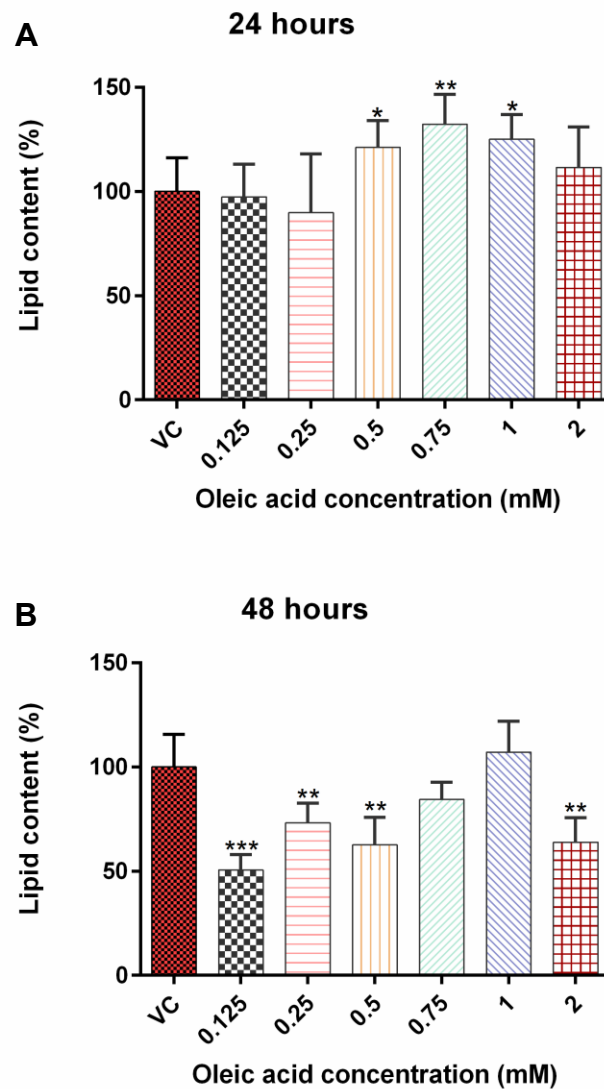 A
24 hours
Lipid content (%)
150
100
50
0
*
**
*
VC
0.125
0.25
0.5
0.75
1
2
Oleic acid concentration (mM)
B
48 hours
Lipid content (%)
150
100
50
0
***
**
**
**
VC
0.125
0.25
0.5
0.75
1
2
Oleic acid concentration (mM)